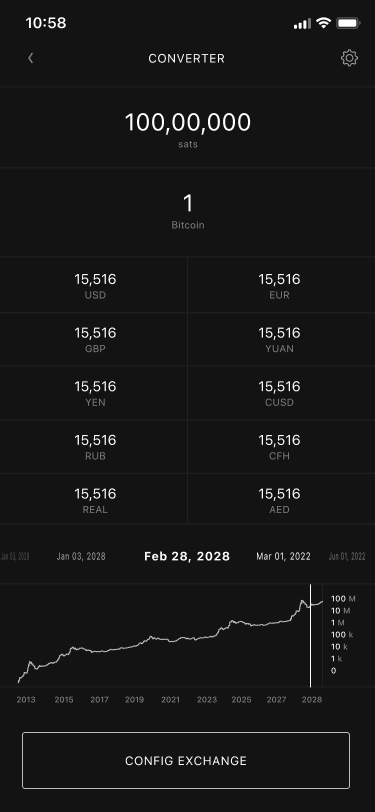 10:58
CONVERTER
100,00,000
sats
1
Bitcoin
15,516 15,516
USD EUR
15,516 15,516
GBP YUAN
15,516 15,516
YEN CUSD
15,516 15,516
RUB CFH
15,516 15,516
REAL AED
Jan 03, 2028 Jan 03, 2028 Feb 28, 2028 Mar 01, 2022 Jun 01, 2022
100 M
10 M
1 M
100 k
10 k
1 k
0
2013 2015 2017 2019 2021 2023 2025 2027 2028
CONFIG EXCHANGE